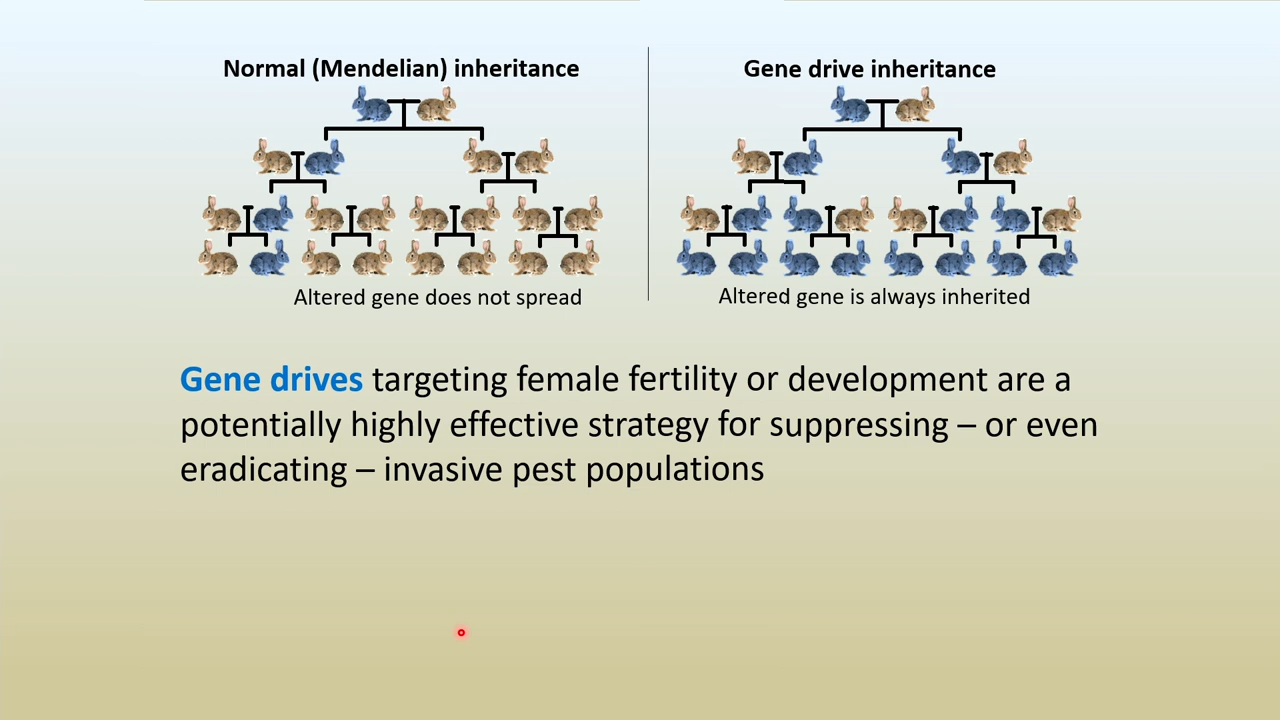 Normal (Mendelian) inheritance
Altered gene does not spread
Gene drive inheritance
Altered gene is always inherited
Gene drives targeting female fertility or development are a
potentially highly effective strategy for suppressing – or even
eradicating – invasive pest populations